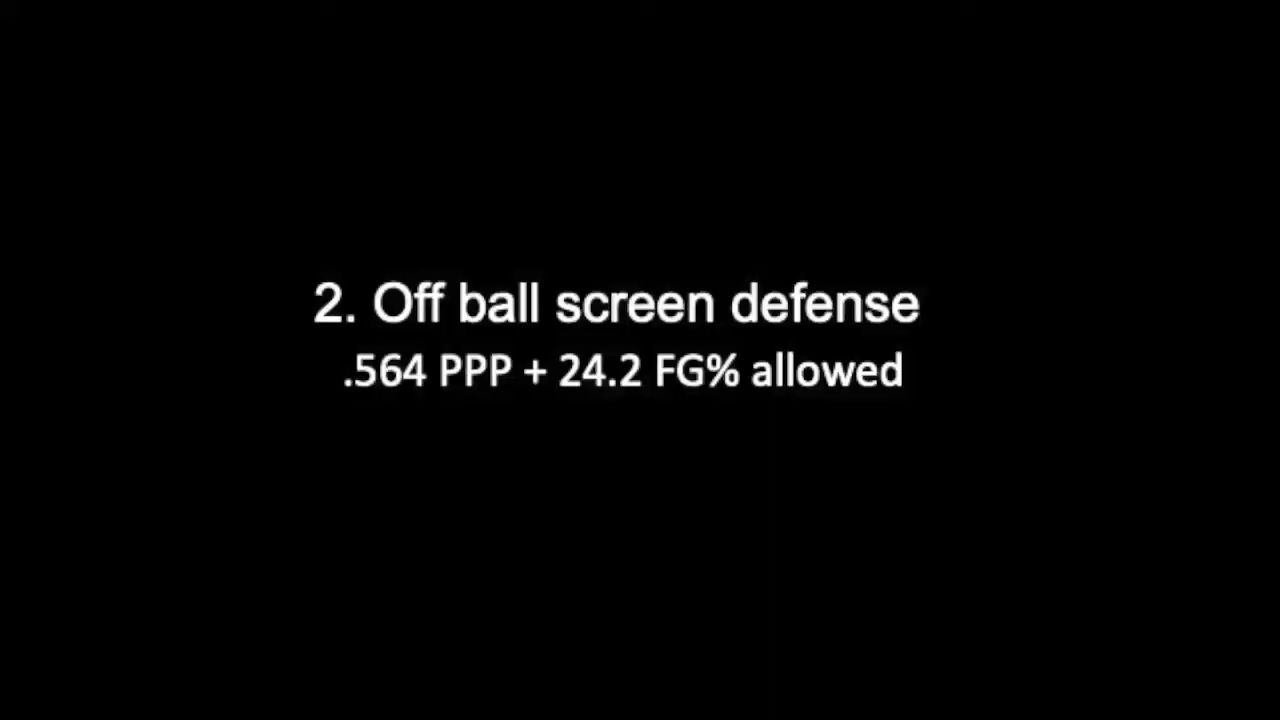 2. Off ball screen defense
.564 PPP + 24.2 FG% allowed